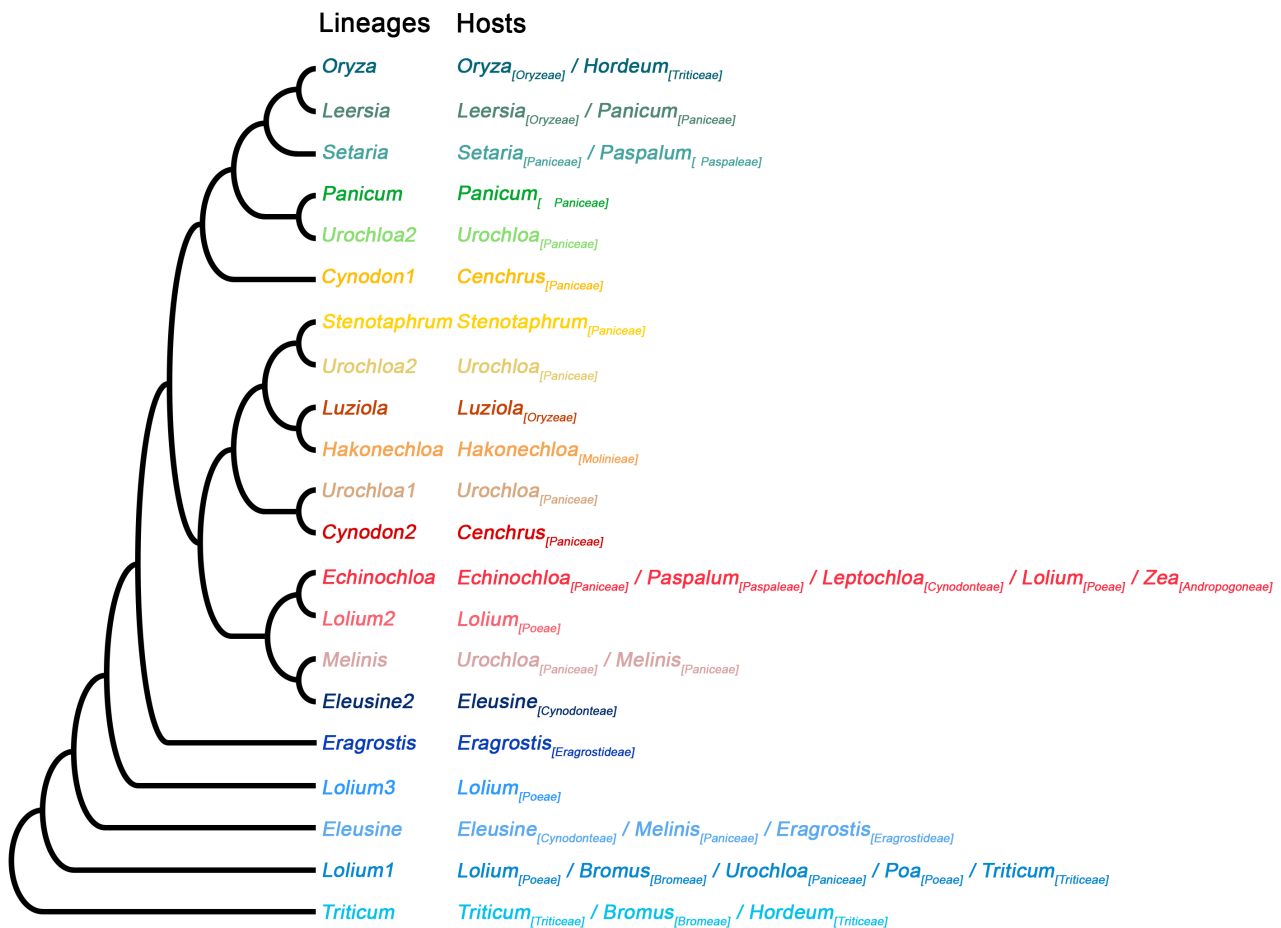 Lineages Hosts
Oryza Oryza[Oryzeae] / Hordeum[Triticeae]
Leersia Leersia[Oryzeae] / Panicum[Paniceae]
Setaria Setaria[Paniceae] / Paspalum[ Paspaleae]
Panicum Panicum[ Paniceae]
Urochloa2 Urochloa[Paniceae]
Cynodon1 Cenchrus[Paniceae]
Stenotaphrum Stenotaphrum[Paniceae]
Urochloa2 Urochloa[Paniceae]
Luziola Luziola[Oryzeae]
Hakonechloa Hakonechloa[Molinieae]
Urochloa1 Urochloa[Paniceae]
Cynodon2 Cenchrus[Paniceae]
Echinochloa Echinochloa[Paniceae] / Paspalum[Paspaleae] / Leptochloa[Cynodonteae] / Lolium[Poeae] / Zea[Andropogoneae]
Lolium2 Lolium[Poeae]
Melinis Urochloa[Paniceae] / Melinis[Paniceae]
Eleusine2 Eleusine[Cynodonteae]
Eragrostis Eragrostis[Eragrostideae]
Lolium3 Lolium[Poeae]
Eleusine Eleusine[Cynodonteae] / Melinis[Paniceae] / Eragrostis[Eragrostideae]
Lolium1 Lolium[Poeae] / Bromus[Bromeae] / Urochloa[Paniceae] / Poa[Poeae] / Triticum[Triticeae]
Triticum Triticum[Triticeae] / Bromus[Bromeae] / Hordeum[Triticeae]